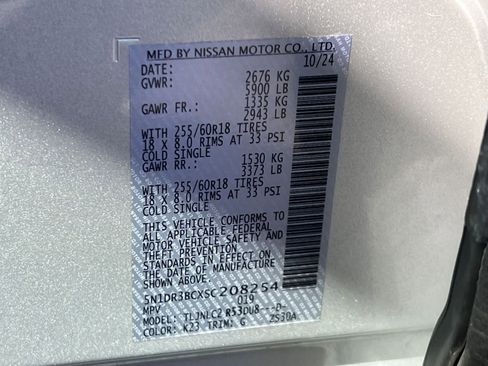 MFD BY NISSAN MOTOR CO., LTD.
DATE: 10/24
GVWR: 2676 KG
5900 LB
GAWR FR.: 1335 KG
2943 LB
WITH 255/60R18 TIRES
18 X 8.0 RIMS AT 33 PSI
COLD SINGLE
GAWR RR.: 1530 KG
3373 LB
WITH 255/60R18 TIRES
18 X 8.0 RIMS AT 33 PSI
COLD SINGLE
THIS VEHICLE CONFORMS TO
ALL APPLICABLE FEDERAL
MOTOR VEHICLE SAFETY AND
THEFT PREVENTION
STANDARDS IN EFFECT ON
THE DATE OF MANUFACTURE
5N1DR3BCXSC208254
MPV 019
MODEL: TLJNLC2 R53DU8---D-
COLOR: K23 TRIM: G ZS30A